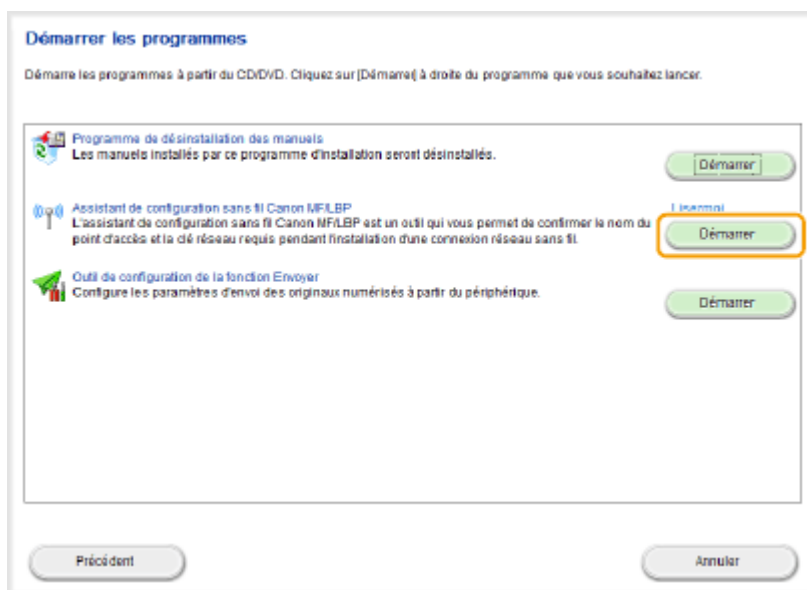 Démarrer les programmes
Démarre les programmes à partir du CD/DVD. Cliquez sur [Démarrer] à droite du programme que vous souhaitez lancer.
Programme de désinstallation des manuels
Les manuels installés par ce programme d'installation seront désinstallés.
Démarrer
Assistant de configuration sans fil Canon MF/LBP
Lisezmoi
L'assistant de configuration sans fil Canon MF/LBP est un outil qui vous permet de confirmer le nom du
point d'accès et la clé réseau requis pendant l'installation d'une connexion réseau sans fil.
Démarrer
Outil de configuration de la fonction Envoyer
Configure les paramètres d'envoi des originaux numérisés à partir du périphérique.
Démarrer
Précédent
Annuler